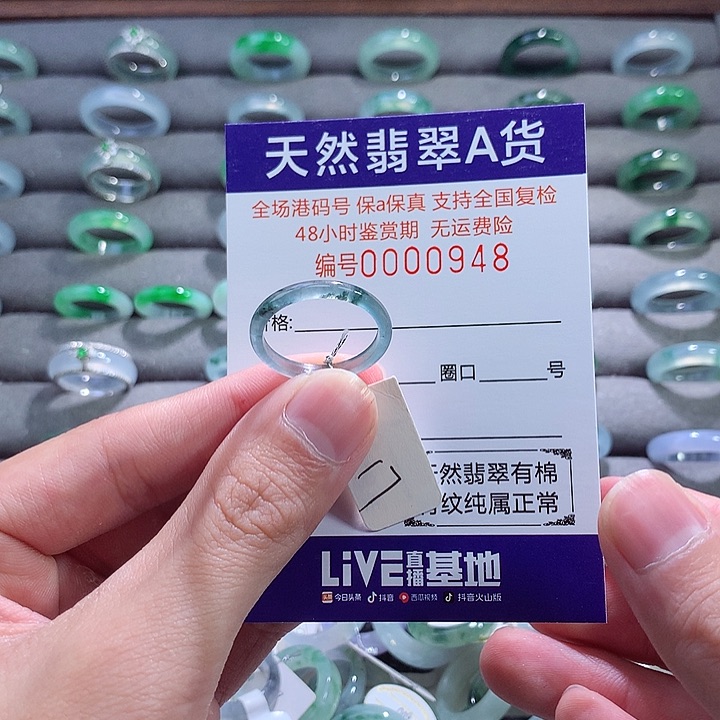 天然翡翠A货
全场港码号 保a保真 支持全国复检
48小时鉴赏期 无运费险
编号0000948
格:
圈口 号
然翡翠有棉
纹纯属正常
LiVE直播基地
今日头条 抖音 西瓜视频 抖音火山版